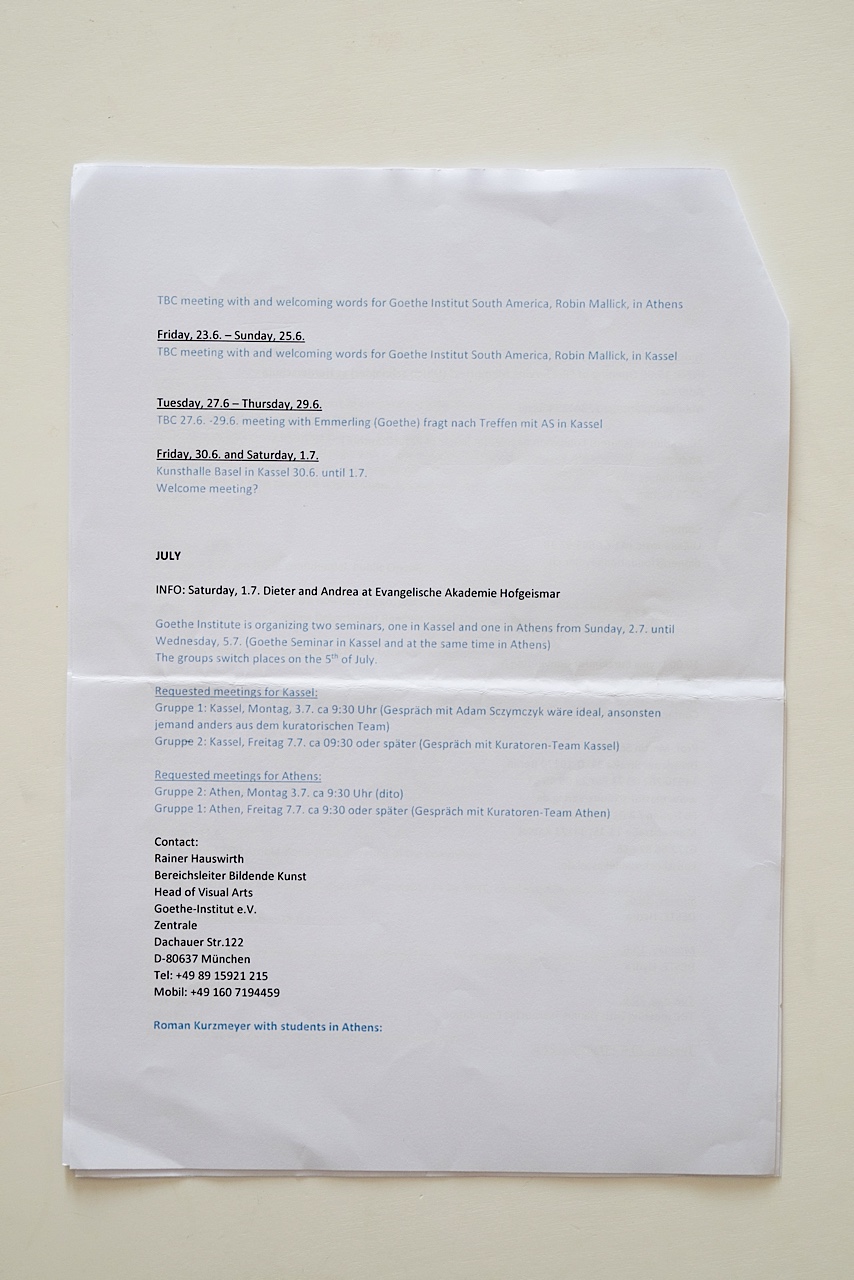 TBC meeting with and welcoming words for Goethe Institut South America, Robin Mallick, in Athens
Friday, 23.6. – Sunday, 25.6.
TBC meeting with and welcoming words for Goethe Institut South America, Robin Mallick, in Kassel
Tuesday, 27.6 – Thursday, 29.6.
TBC 27.6. -29.6. meeting with Emmerling (Goethe) fragt nach Treffen mit AS in Kassel
Friday, 30.6. and Saturday, 1.7.
Kunsthalle Basel in Kassel 30.6. until 1.7.
Welcome meeting?
JULY
INFO: Saturday, 1.7. Dieter and Andrea at Evangelische Akademie Hofgeismar
Goethe Institute is organizing two seminars, one in Kassel and one in Athens from Sunday, 2.7. until
Wednesday, 5.7. (Goethe Seminar in Kassel and at the same time in Athens)
The groups switch places on the 5th of July.
Requested meetings for Kassel:
Gruppe 1: Kassel, Montag, 3.7. ca 9:30 Uhr (Gespräch mit Adam Sczymczyk wäre ideal, ansonsten
jemand anders aus dem kuratorischen Team)
Gruppe 2: Kassel, Freitag 7.7. ca 09:30 oder später (Gespräch mit Kuratoren-Team Kassel)
Requested meetings for Athens:
Gruppe 2: Athen, Montag 3.7. ca 9:30 Uhr (dito)
Gruppe 1: Athen, Freitag 7.7. ca 9:30 oder später (Gespräch mit Kuratoren-Team Athen)
Contact:
Rainer Hauswirth
Bereichsleiter Bildende Kunst
Head of Visual Arts
Goethe-Institut e.V.
Zentrale
Dachauer Str.122
D-80637 München
Tel: +49 89 15921 215
Mobil: +49 160 7194459
Roman Kurzmeyer with students in Athens: